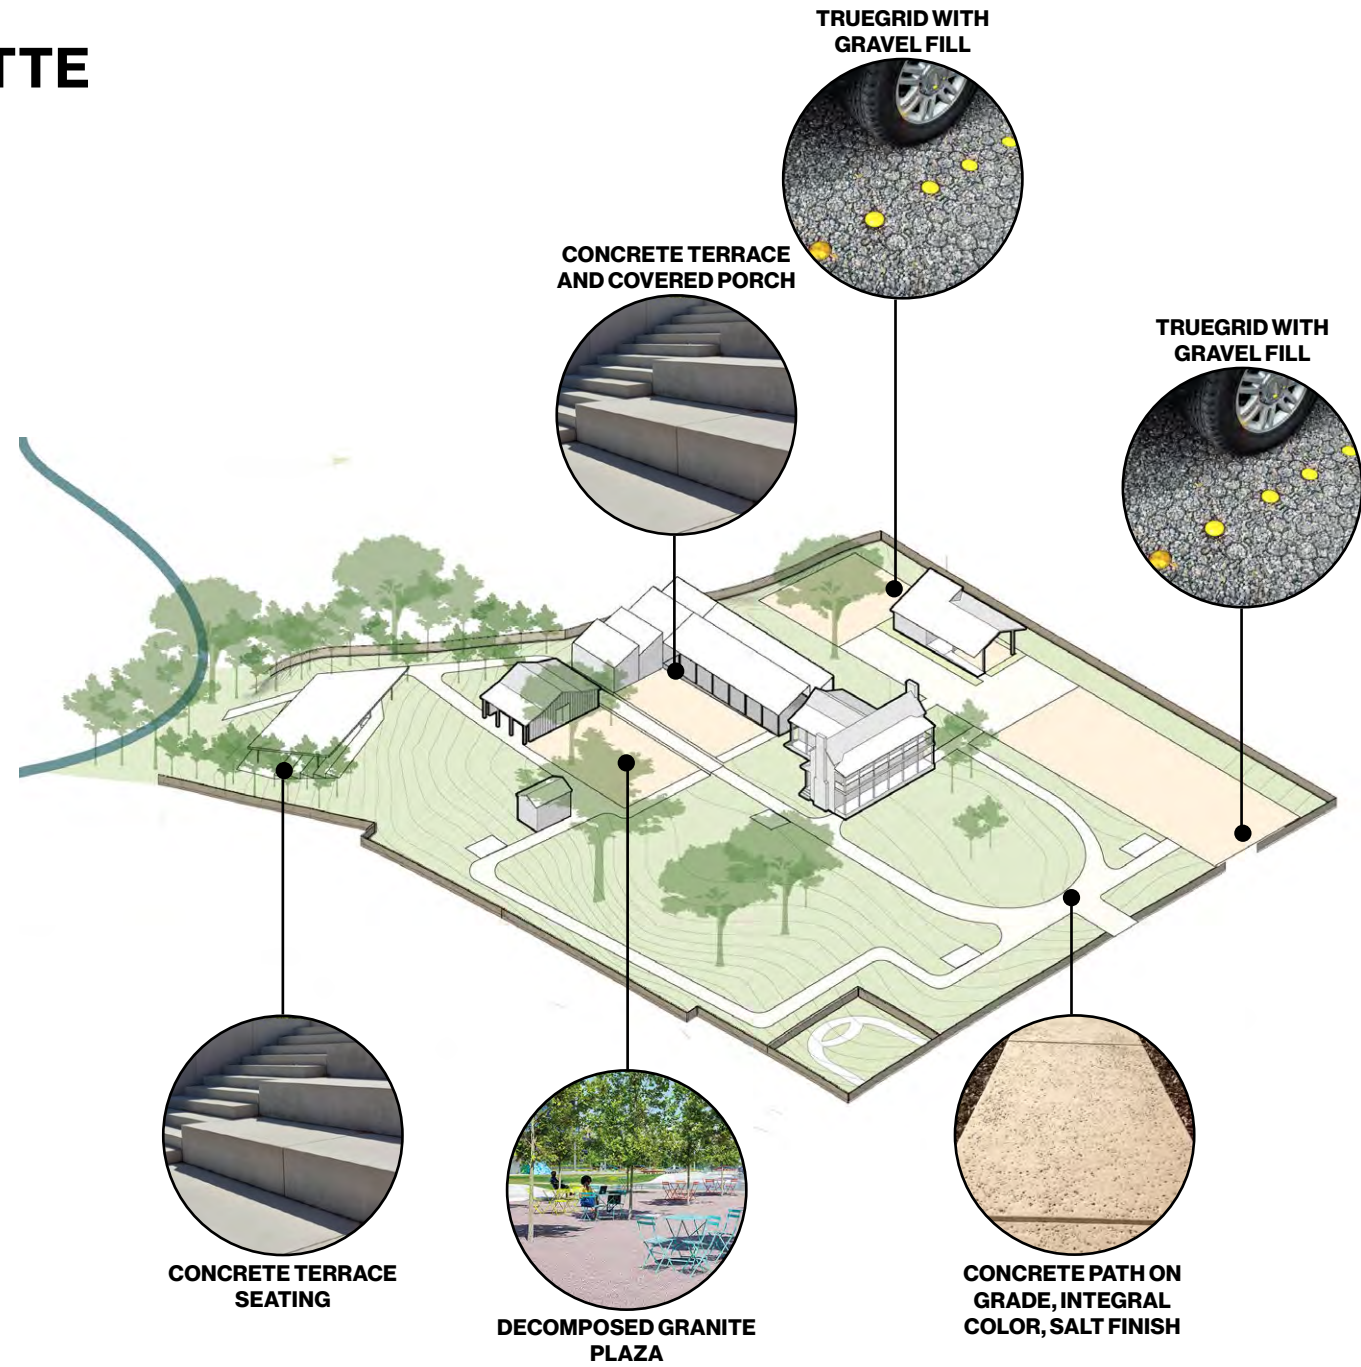 TTE
TRUEGRID WITH
GRAVEL FILL
CONCRETE TERRACE
AND COVERED PORCH
TRUEGRID WITH
GRAVEL FILL
CONCRETE TERRACE
SEATING
DECOMPOSED GRANITE
PLAZA
CONCRETE PATH ON
GRADE, INTEGRAL
COLOR, SALT FINISH